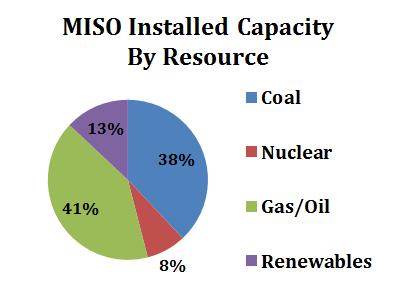 MISO Installed Capacity
By Resource
13%
38%
41%
8%
Coal
Nuclear
Gas/Oil
Renewables